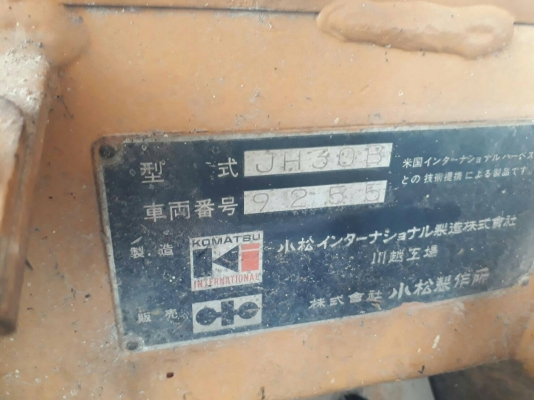 型式 JH30B
米国インターナショナルハーベスタ
との技術提携による製品です。
車両番号 9255
製造 KOMATSU
INTERNATIONAL
小松インターナショナル製造株式会社
川越工場
販売 株式会社 小松製作所